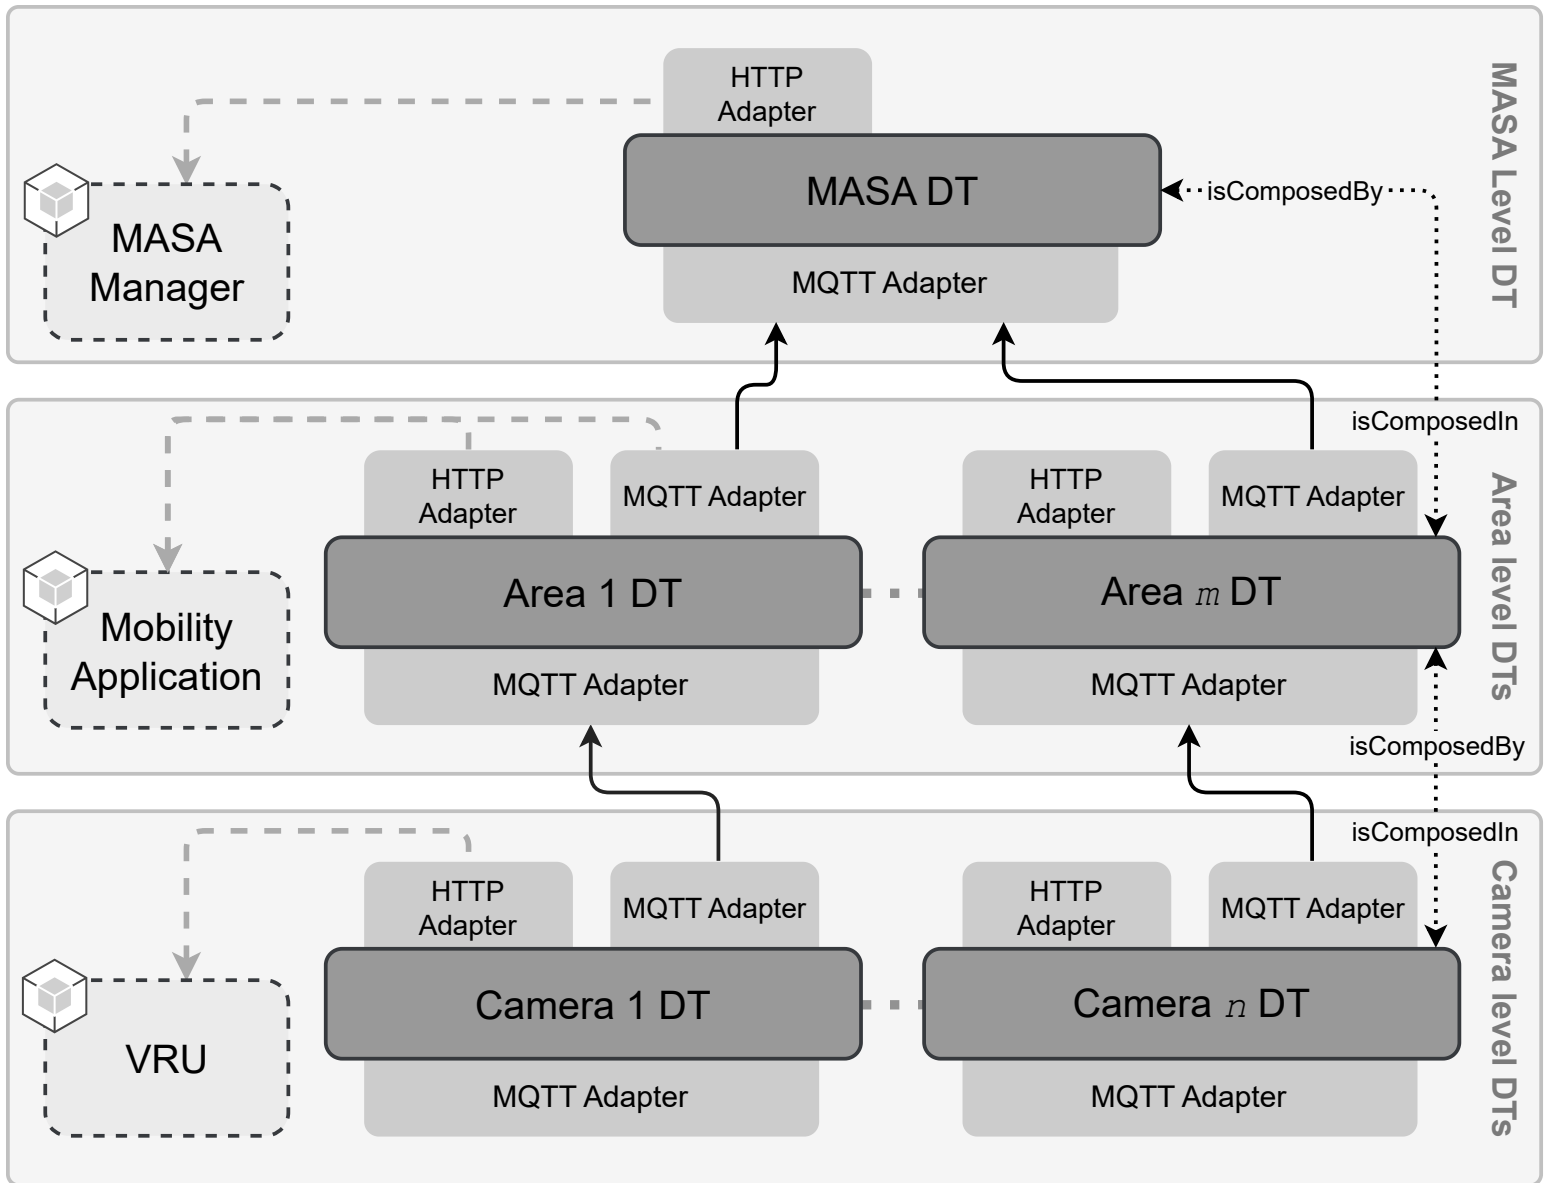 HTTP
Adapter
MASA DT
isComposedBy
MASA Level DT
MASA
Manager
MQTT Adapter
isComposedIn
HTTP
Adapter
MQTT Adapter
HTTP
Adapter
MQTT Adapter
Area level DTs
Mobility
Application
Area 1 DT
Area m DT
MQTT Adapter
MQTT Adapter
isComposedBy
isComposedIn
HTTP
Adapter
MQTT Adapter
HTTP
Adapter
MQTT Adapter
Camera level DTs
VRU
Camera 1 DT
Camera n DT
MQTT Adapter
MQTT Adapter